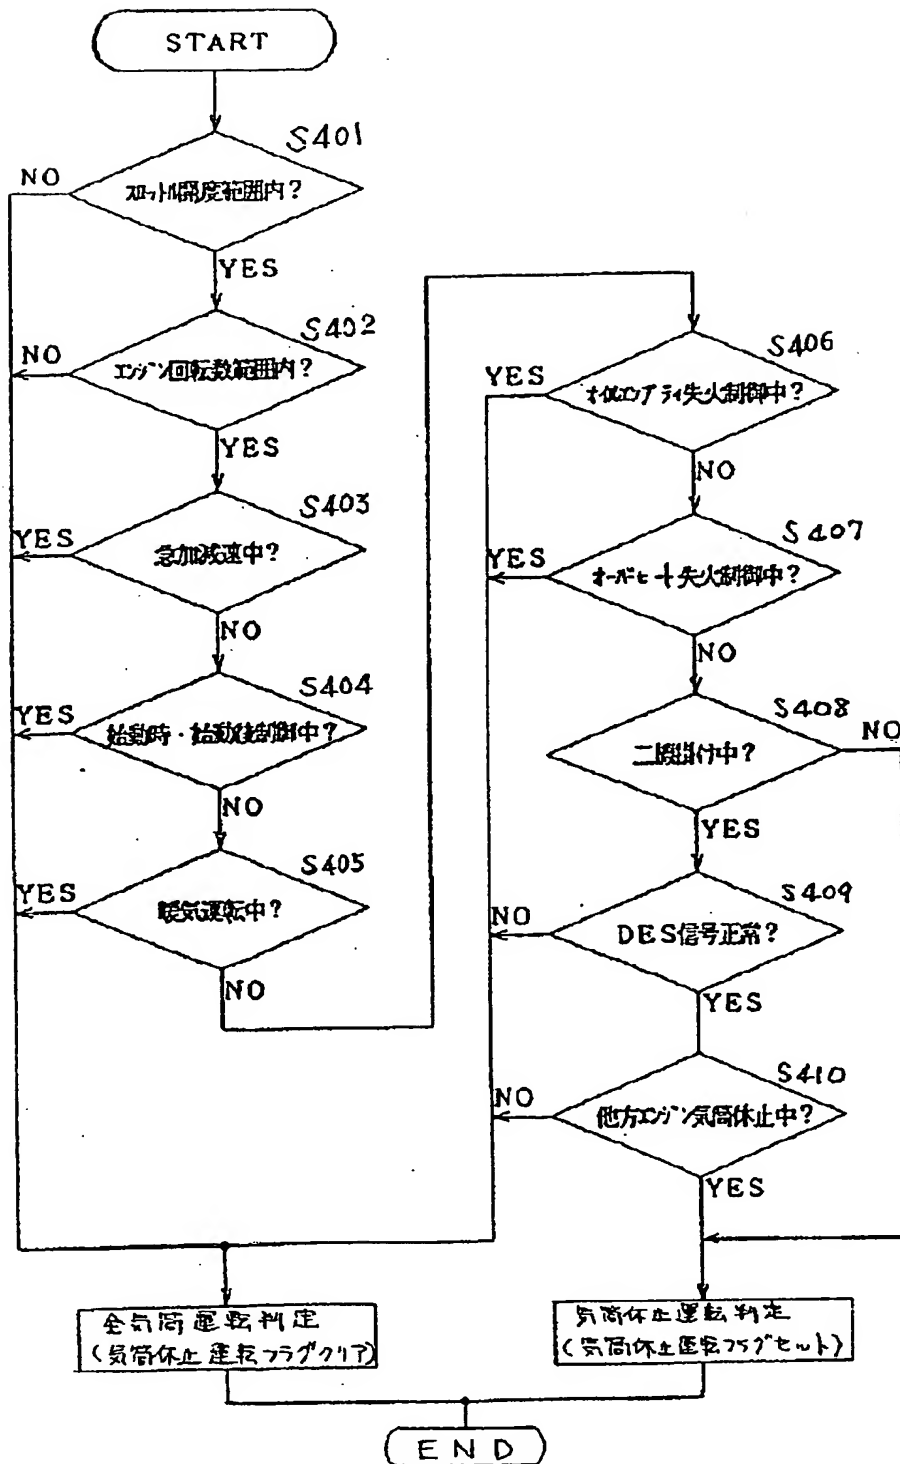 START
S401
NO
スロットル開度範囲内?
YES
S402
NO
エンジン回転数範囲内?
YES
S403
YES
急加減速中?
NO
S404
YES
始動時・始動後制御中?
NO
S405
YES
暖気運転中?
NO
S406
YES
オイルエンプティ失火制御中?
NO
S407
YES
オーバヒート失火制御中?
NO
S408
NO
二機掛け中?
YES
S409
NO
DES信号正常?
YES
S410
NO
他方エンジン気筒休止中?
YES
全気筒運転判定
(気筒休止運転フラグクリア)
気筒休止運転判定
(気筒休止運転フラグセット)
END